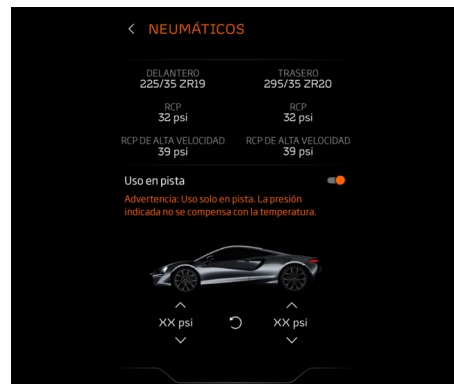 NEUMÁTICOS
DELANTERO TRASERO
225/35 ZR19 295/35 ZR20
RCP RCP
32 psi 32 psi
RCP DE ALTA VELOCIDAD RCP DE ALTA VELOCIDAD
39 psi 39 psi
Uso en pista
Advertencia: Uso solo en pista. La presión
indicada no se compensa con la temperatura.
XX psi XX psi